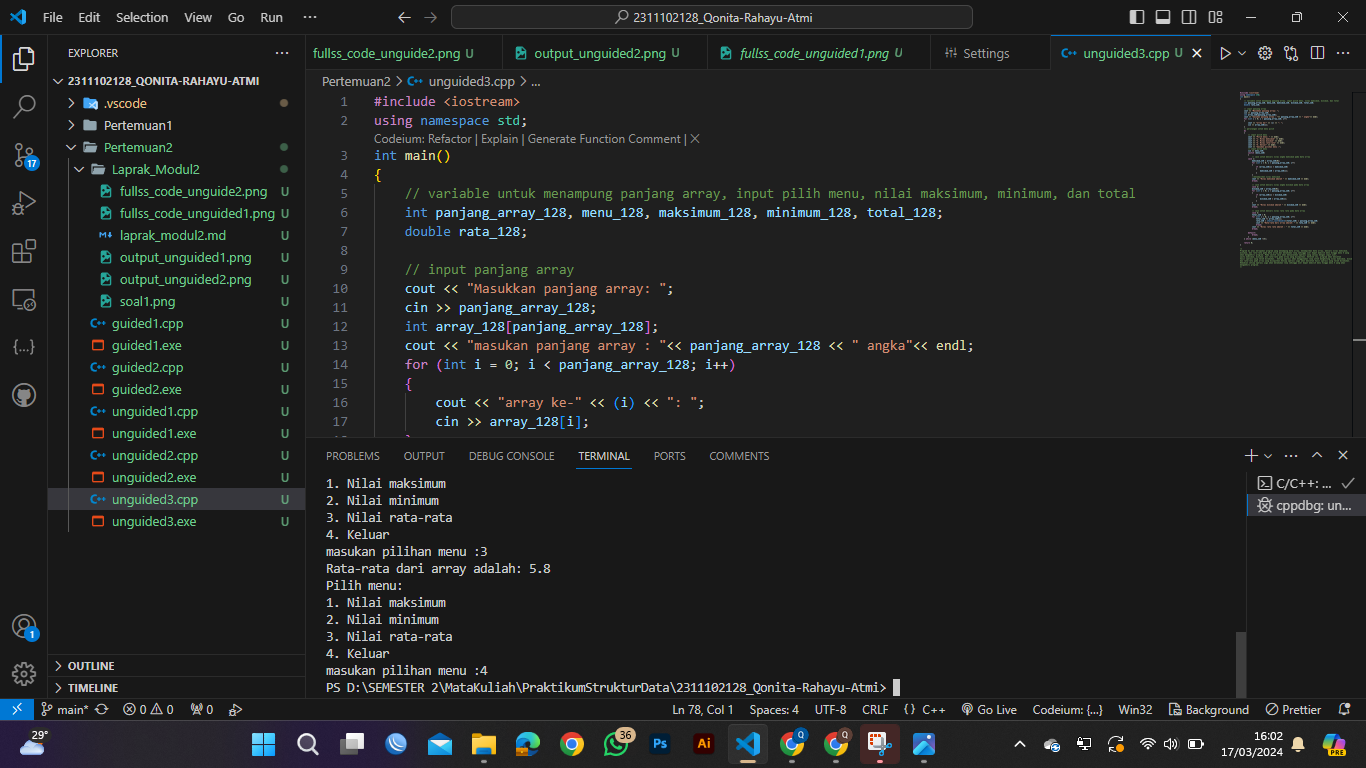 File Edit Selection View Go Run ··· 2311102128_Qonita-Rahayu-Atmi
EXPLORER ···
2311102128_QONITA-RAHAYU-ATMI
.vscode
Pertemuan1
Pertemuan2
Laprak_Modul2
fullss_code_unguide2.png U
fullss_code_unguided1.png U
laprak_modul2.md U
output_unguided1.png U
output_unguided2.png U
soal1.png U
guided1.cpp U
guided1.exe U
guided2.cpp U
guided2.exe U
unguided1.cpp U
unguided1.exe U
unguided2.cpp U
unguided2.exe U
unguided3.cpp U
unguided3.exe U
OUTLINE
TIMELINE
17
1
fullss_code_unguide2.png U output_unguided2.png U fullss_code_unguided1.png U Settings unguided3.cpp U
Pertemuan2 > unguided3.cpp > ...
1 #include <iostream>
2 using namespace std;
Codeium: Refactor | Explain | Generate Function Comment | X
3 int main()
4 {
5 // variable untuk menampung panjang array, input pilih menu, nilai maksimum, minimum, dan total
6 int panjang_array_128, menu_128, maksimum_128, minimum_128, total_128;
7 double rata_128;
8
9 // input panjang array
10 cout << "Masukkan panjang array: ";
11 cin >> panjang_array_128;
12 int array_128[panjang_array_128];
13 cout << "masukan panjang array : "<< panjang_array_128 << " angka"<< endl;
14 for (int i = 0; i < panjang_array_128; i++)
15 {
16 cout << "array ke-" << (i) << ": ";
17 cin >> array_128[i];
PROBLEMS OUTPUT DEBUG CONSOLE TERMINAL PORTS COMMENTS
1. Nilai maksimum
2. Nilai minimum
3. Nilai rata-rata
4. Keluar
masukan pilihan menu :3
Rata-rata dari array adalah: 5.8
Pilih menu:
1. Nilai maksimum
2. Nilai minimum
3. Nilai rata-rata
4. Keluar
masukan pilihan menu :4
PS D:\SEMESTER 2\MataKuliah\PraktikumStrukturData\2311102128_Qonita-Rahayu-Atmi>
C/C++: ...
cppdbg: un...
main* 0 0 0 Ln 78, Col 1 Spaces: 4 UTF-8 CRLF {} C++ Go Live Codeium: {...} Win32 Background Prettier
29° 36 Ps Ai Q Q PRE
16:02
17/03/2024